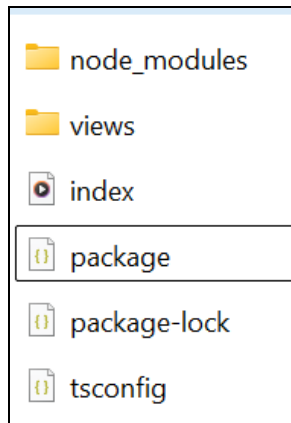 node_modules
views
index
package
package-lock
tsconfig